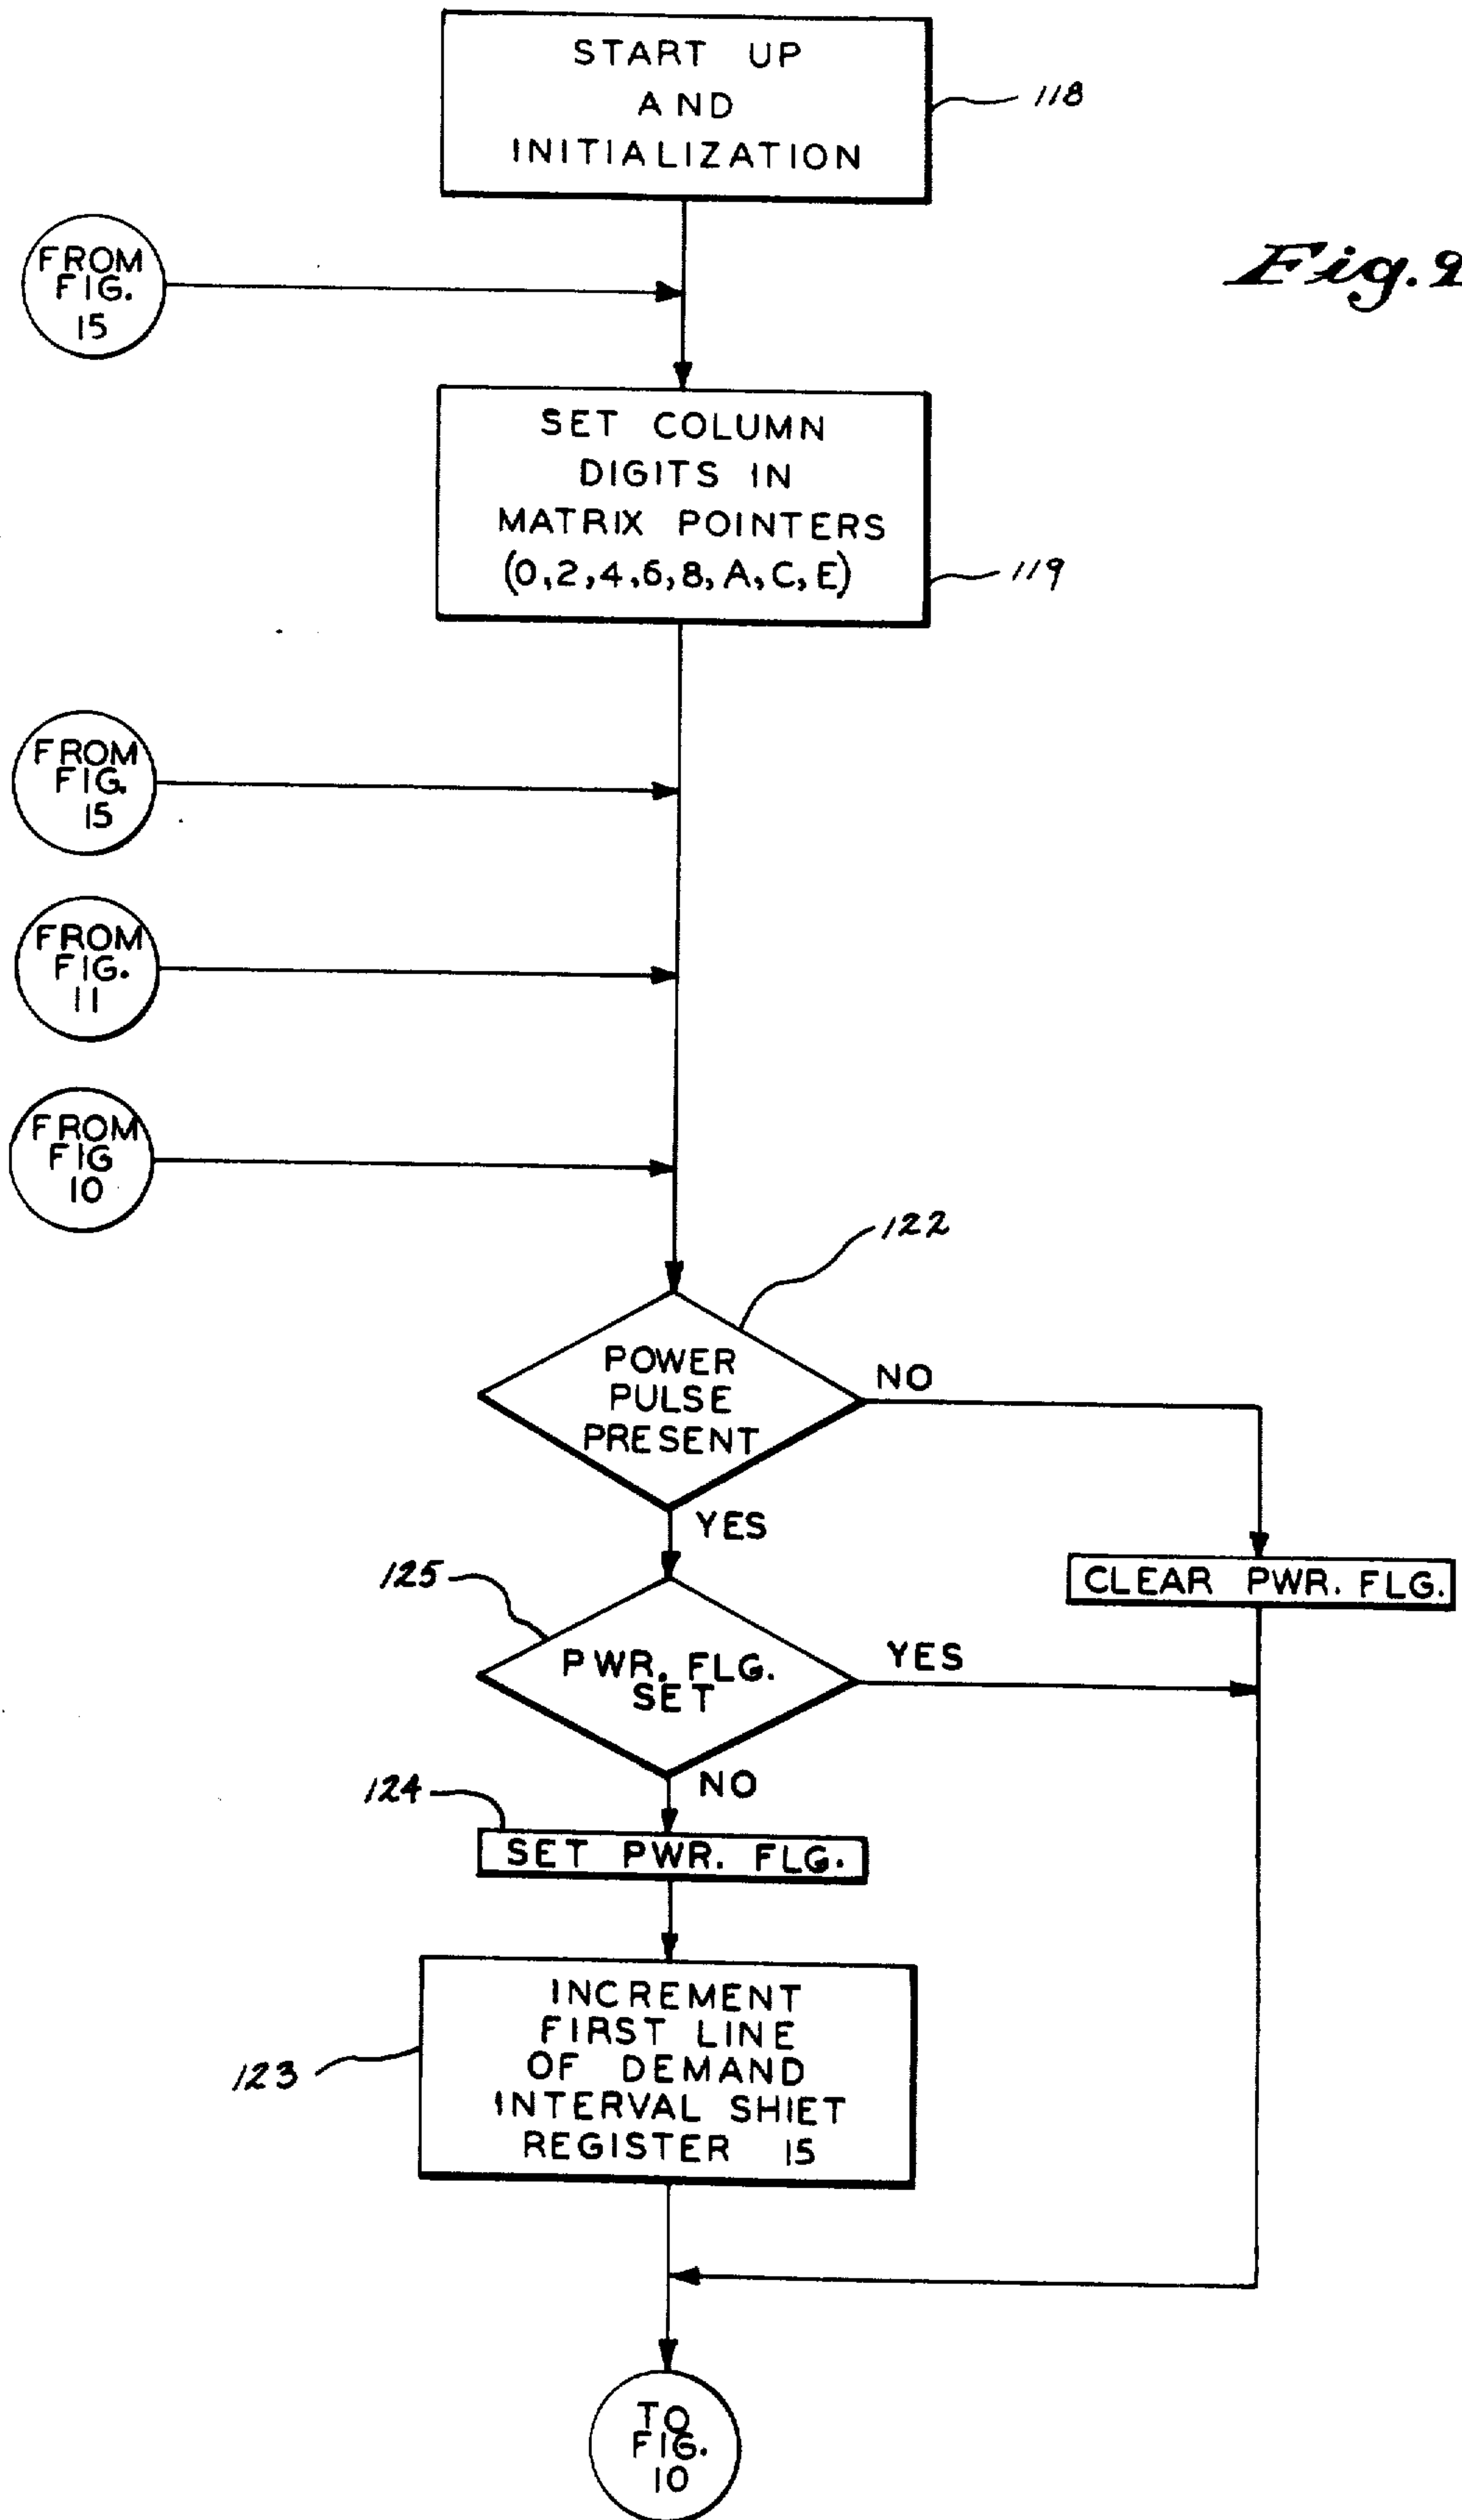 START UP
AND
INITIALIZATION
118
FROM
FIG.
15
Fig. 9
SET COLUMN
DIGITS IN
MATRIX POINTERS
(0,2,4,6,8,A,C,E)
119
FROM
FIG.
15
FROM
FIG.
11
FROM
FIG
10
122
POWER
PULSE
PRESENT
NO
YES
125
CLEAR PWR. FLG.
PWR. FLG.
SET
YES
NO
124
SET PWR. FLG.
INCREMENT
FIRST LINE
OF DEMAND
INTERVAL SHIET
REGISTER 15
123
TO
FIG.
10